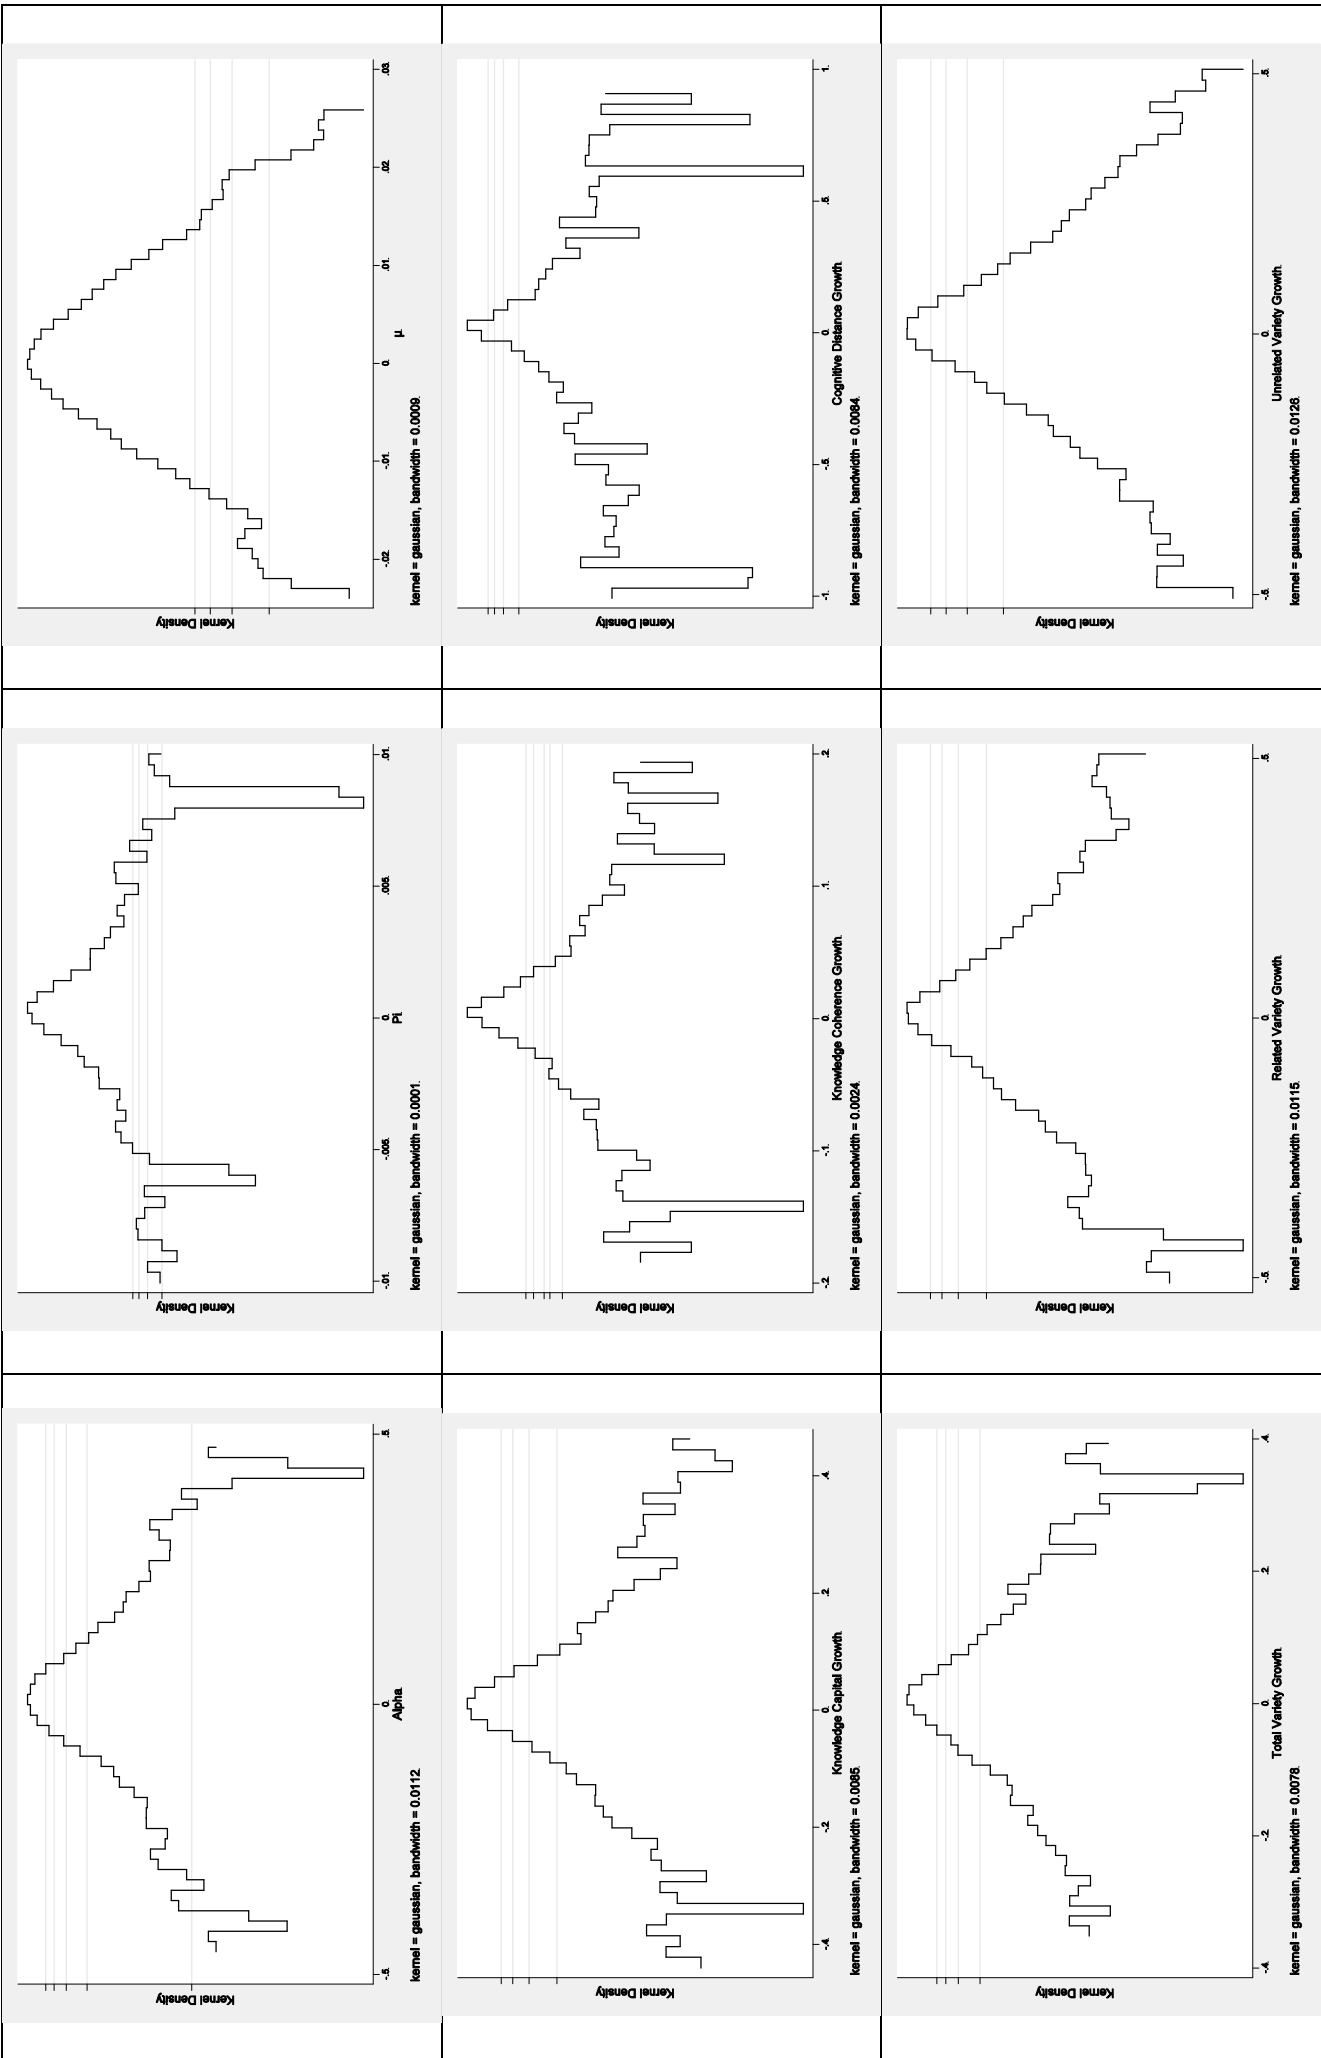 Kernel Density
-.5. 0. .5.
Alpha.
kernel = gaussian, bandwidth = 0.0112.
Kernel Density
-.01. -.005. 0. .005. .01.
Pi.
kernel = gaussian, bandwidth = 0.0001.
Kernel Density
-.02. -.01. 0. .01. .02. .03.
µ.
kernel = gaussian, bandwidth = 0.0009.
Kernel Density
-.4. -.2. 0. .2. .4.
Knowledge Capital Growth.
kernel = gaussian, bandwidth = 0.0085.
Kernel Density
-.2. -.1. 0. .1. .2.
Knowledge Coherence Growth.
kernel = gaussian, bandwidth = 0.0024.
Kernel Density
-1. -.5. 0. .5. 1.
Cognitive Distance Growth.
kernel = gaussian, bandwidth = 0.0084.
Kernel Density
-.4. -.2. 0. .2. .4.
Total Variety Growth.
kernel = gaussian, bandwidth = 0.0078.
Kernel Density
-.5. 0. .5.
Related Variety Growth.
kernel = gaussian, bandwidth = 0.0115.
Kernel Density
-.5. 0. .5.
Unrelated Variety Growth.
kernel = gaussian, bandwidth = 0.0126.